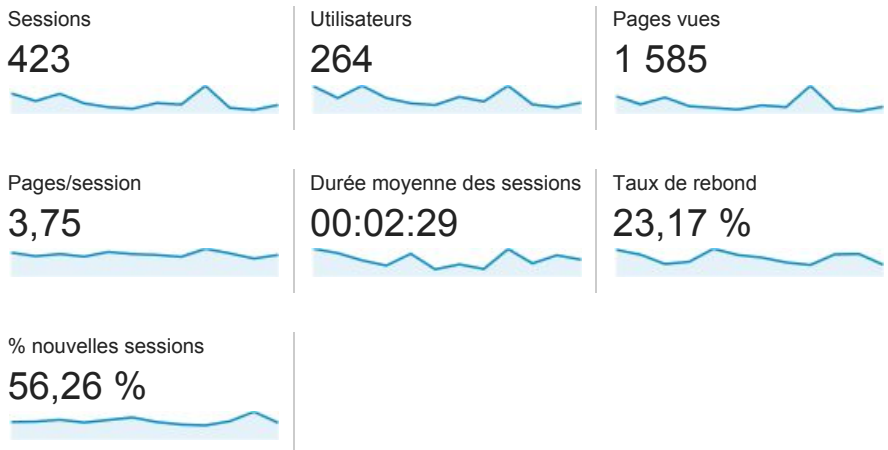 Sessions
423
Utilisateurs
264
Pages vues
1 585
Pages/session
3,75
Durée moyenne des sessions
00:02:29
Taux de rebond
23,17 %
% nouvelles sessions
56,26 %